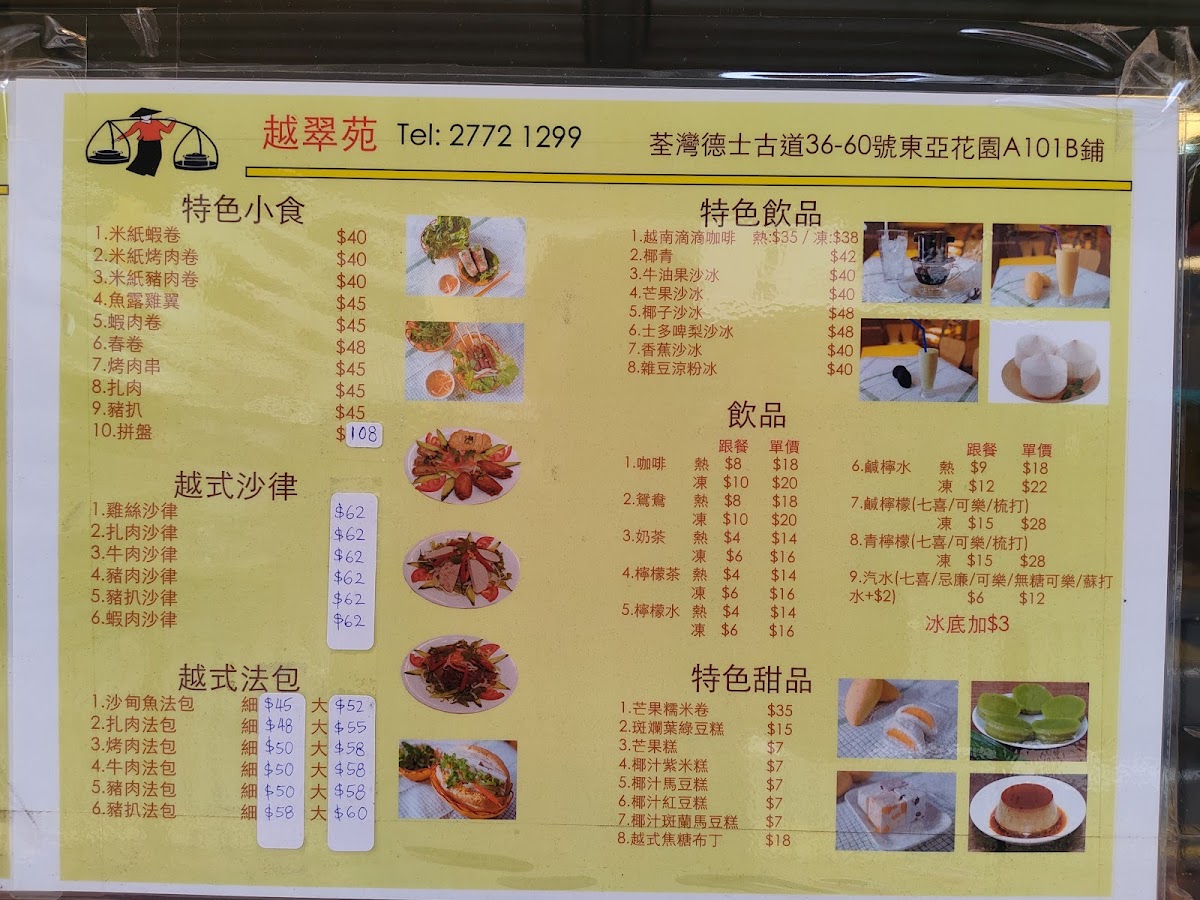 越翠苑 Tel: 2772 1299 荃灣德士古道36-60號東亞花園A101B鋪
特色小食
1.米紙蝦卷 $40
2.米紙烤肉卷 $40
3.米紙豬肉卷 $40
4.魚露雞翼 $45
5.蝦肉卷 $45
6.春卷 $48
7.烤肉串 $45
8.扎肉 $45
9.豬扒 $45
10.拼盤 $108
越式沙律
1.雞絲沙律 $62
2.扎肉沙律 $62
3.牛肉沙律 $62
4.豬肉沙律 $62
5.豬扒沙律 $62
6.蝦肉沙律 $62
越式法包
1.沙甸魚法包 細 $45 大 $52
2.扎肉法包 細 $48 大 $55
3.烤肉法包 細 $50 大 $58
4.牛肉法包 細 $50 大 $58
5.豬肉法包 細 $50 大 $58
6.豬扒法包 細 $58 大 $60
特色飲品
1.越南滴滴咖啡 熱:$35 / 凍:$38
2.椰青 $42
3.牛油果沙冰 $40
4.芒果沙冰 $40
5.椰子沙冰 $48
6.士多啤梨沙冰 $48
7.香蕉沙冰 $40
8.雜豆涼粉冰 $40
飲品
跟餐 單價
1.咖啡 熱 $8 $18
凍 $10 $20
2.鴛鴦 熱 $8 $18
凍 $10 $20
3.奶茶 熱 $4 $14
凍 $6 $16
4.檸檬茶 熱 $4 $14
凍 $6 $16
5.檸檬水 熱 $4 $14
凍 $6 $16
跟餐 單價
6.鹹檸水 熱 $9 $18
凍 $12 $22
7.鹹檸檬(七喜/可樂/梳打)
凍 $15 $28
8.青檸檬(七喜/可樂/梳打)
凍 $15 $28
9.汽水(七喜/忌廉/可樂/無糖可樂/蘇打
水+$2) $6 $12
冰底加$3
特色甜品
1.芒果糯米卷 $35
2.斑斕葉綠豆糕 $15
3.芒果糕 $7
4.椰汁紫米糕 $7
5.椰汁馬豆糕 $7
6.椰汁紅豆糕 $7
7.椰汁斑蘭馬豆糕 $7
8.越式焦糖布丁 $18